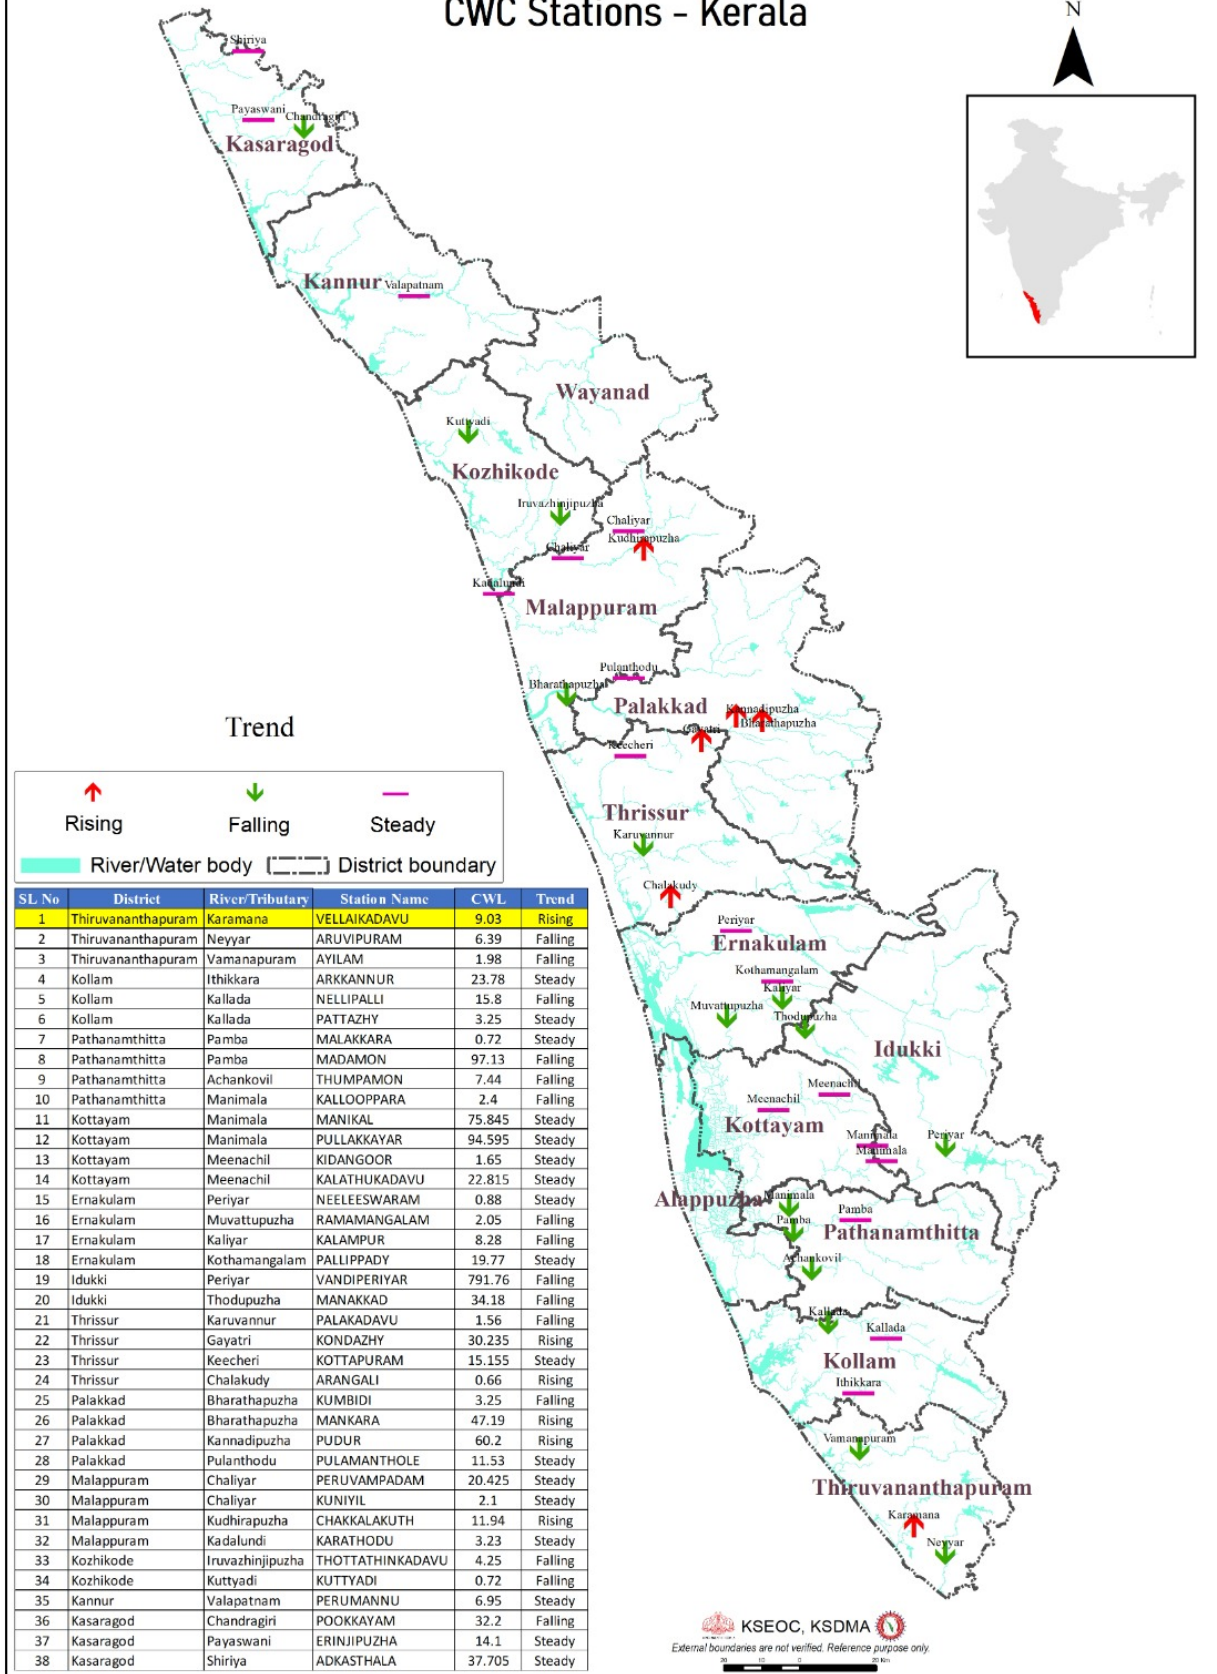 CWC Stations - Kerala
N
Shiriya
Payaswani
Chandragiri
Kasaragod
Kannur
Valapatnam
Wayanad
Kuttyadi
Kozhikode
Iruvazhinjipuzha
Chaliyar
Kudhirapuzha
Chaliyar
Kadalundi
Malappuram
Pulanthodu
Bharathapuzha
Palakkad
Kannadipuzha
Bharathapuzha
Gayatri
Keecheri
Thrissur
Karuvannur
Chalakudy
Periyar
Ernakulam
Kothamangalam
Kaliyar
Muvattupuzha
Thodupuzha
Idukki
Meenachil
Meenachil
Kottayam
Manimala
Manimala
Periyar
Alappuzha
Manimala
Pamba
Pamba
Pathanamthitta
Achankovil
Kallada
Kallada
Kollam
Ithikkara
Vamanapuram
Thiruvananthapuram
Karamana
Neyyar
Trend
Rising Falling Steady
River/Water body District boundary
SL No District River/Tributary Station Name CWL Trend
1 Thiruvananthapuram Karamana VELLAIKADAVU 9.03 Rising
2 Thiruvananthapuram Neyyar ARUVIPURAM 6.39 Falling
3 Thiruvananthapuram Vamanapuram AYILAM 1.98 Falling
4 Kollam Ithikkara ARKKANNUR 23.78 Steady
5 Kollam Kallada NELLIPALLI 15.8 Falling
6 Kollam Kallada PATTAZHY 3.25 Steady
7 Pathanamthitta Pamba MALAKKARA 0.72 Steady
8 Pathanamthitta Pamba MADAMON 97.13 Falling
9 Pathanamthitta Achankovil THUMPAMON 7.44 Falling
10 Pathanamthitta Manimala KALLOOPPARA 2.4 Falling
11 Kottayam Manimala MANIKAL 75.845 Steady
12 Kottayam Manimala PULLAKKAYAR 94.595 Steady
13 Kottayam Meenachil KIDANGOOR 1.65 Steady
14 Kottayam Meenachil KALATHUKADAVU 22.815 Steady
15 Ernakulam Periyar NEELEESWARAM 0.88 Steady
16 Ernakulam Muvattupuzha RAMAMANGALAM 2.05 Falling
17 Ernakulam Kaliyar KALAMPUR 8.28 Falling
18 Ernakulam Kothamangalam PALLIPPADY 19.77 Steady
19 Idukki Periyar VANDIPERIYAR 791.76 Falling
20 Idukki Thodupuzha MANAKKAD 34.18 Falling
21 Thrissur Karuvannur PALAKADAVU 1.56 Falling
22 Thrissur Gayatri KONDAZHY 30.235 Rising
23 Thrissur Keecheri KOTTAPURAM 15.155 Steady
24 Thrissur Chalakudy ARANGALI 0.66 Rising
25 Palakkad Bharathapuzha KUMBIDI 3.25 Falling
26 Palakkad Bharathapuzha MANKARA 47.19 Rising
27 Palakkad Kannadipuzha PUDUR 60.2 Rising
28 Palakkad Pulanthodu PULAMANTHOLE 11.53 Steady
29 Malappuram Chaliyar PERUVAMPADAM 20.425 Steady
30 Malappuram Chaliyar KUNIYIL 2.1 Steady
31 Malappuram Kudhirapuzha CHAKKALAKUTH 11.94 Rising
32 Malappuram Kadalundi KARATHODU 3.23 Steady
33 Kozhikode Iruvazhinjipuzha THOTTATHINKADAVU 4.25 Falling
34 Kozhikode Kuttyadi KUTTYADI 0.72 Falling
35 Kannur Valapatnam PERUMANNU 6.95 Steady
36 Kasaragod Chandragiri POOKKAYAM 32.2 Falling
37 Kasaragod Payaswani ERINJIPUZHA 14.1 Steady
38 Kasaragod Shiriya ADKASTHALA 37.705 Steady
KSEOC, KSDMA
External boundaries are not verified. Reference purpose only.
20 10 0 20 Km